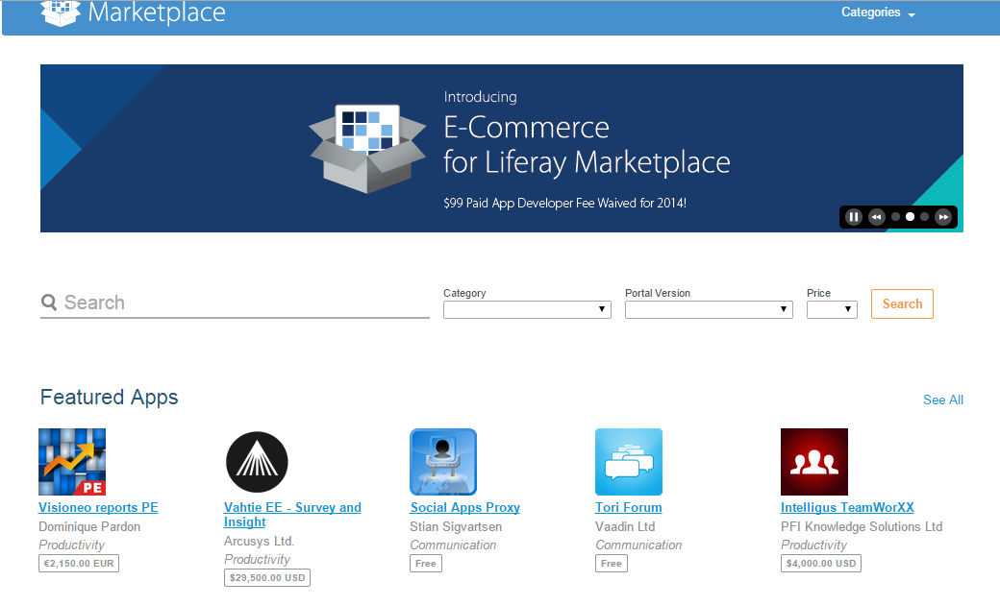 Marketplace
Categories
Introducing
E-Commerce
for Liferay Marketplace
$99 Paid App Developer Fee Waived for 2014!
Search
Category
Portal Version
Price
Search
Featured Apps
See All
PE
Visioneo reports PE
Dominique Pardon
Productivity
€2,150.00 EUR
Vahtie EE - Survey and
Insight
Arcusys Ltd.
Productivity
$29,500.00 USD
Social Apps Proxy
Stian Sigvartsen
Communication
Free
Tori Forum
Vaadin Ltd
Communication
Free
Intelligus TeamWorXX
PFI Knowledge Solutions Ltd
Productivity
$4,000.00 USD